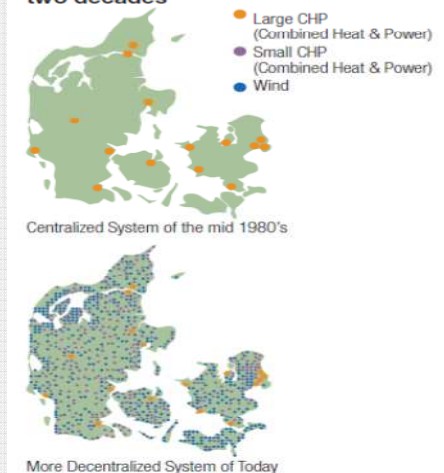 two decades
Large CHP
(Combined Heat & Power)
Small CHP
(Combined Heat & Power)
Wind
Centralized System of the mid 1980's
More Decentralized System of Today